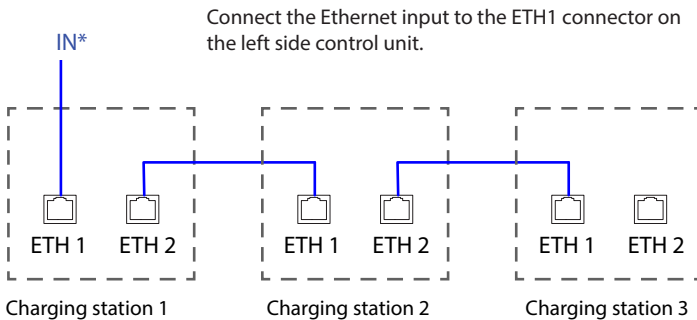 Connect the Ethernet input to the ETH1 connector on
the left side control unit.
IN*
ETH 1 ETH 2 ETH 1 ETH 2 ETH 1 ETH 2
Charging station 1 Charging station 2 Charging station 3